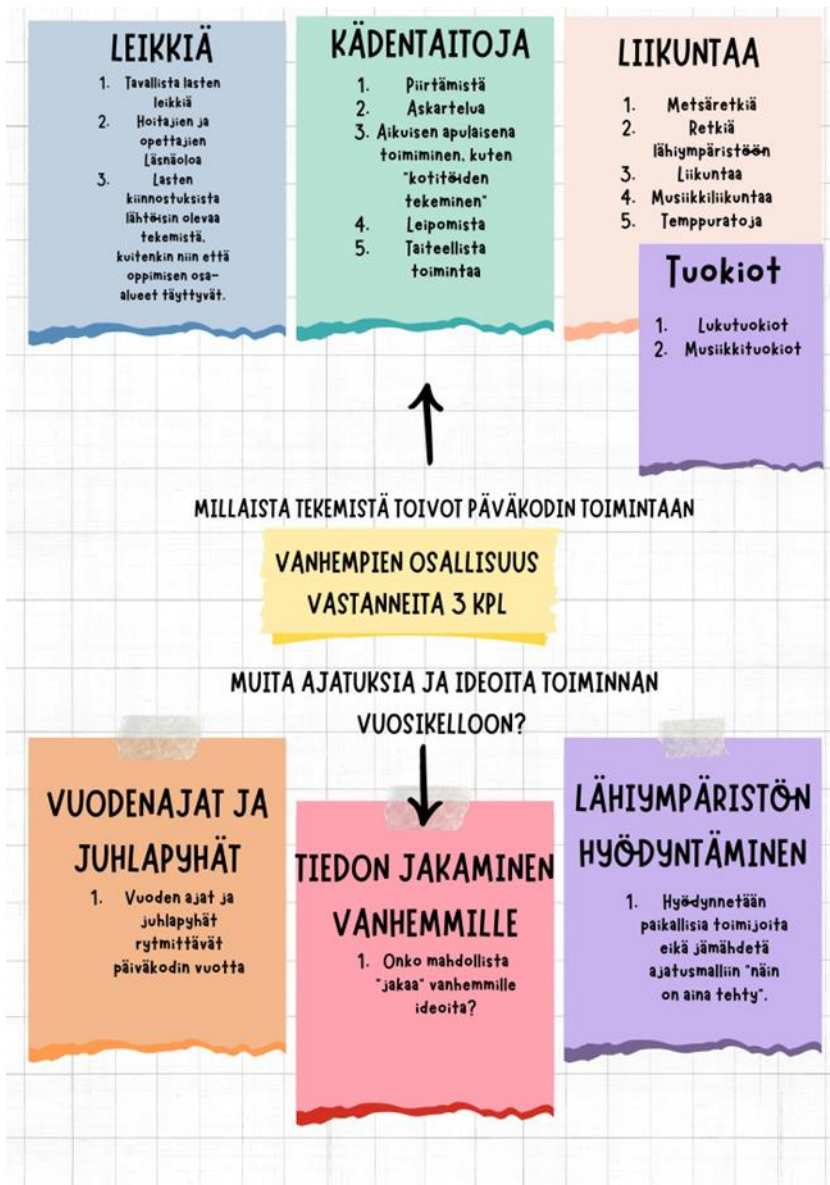 LEIKKIÄ
1. Tavallista lasten
leikkiä
2. Hoitajien ja
opettajien
Läsnäoloa
3. Lasten
kiinnostuksista
lähtöisin olevaa
tekemistä,
kuitenkin niin että
oppimisen osa-
alueet täyttyvät.
KÄDENTAITOJA
1. Piirtämistä
2. Askartelua
3. Aikuisen apulaisena
toimiminen, kuten
"kotitöiden
tekeminen"
4. Leipomista
5. Taiteellista
toimintaa
LIIKUNTAA
1. Metsäretkiä
2. Retkiä
lähiympäristöön
3. Liikuntaa
4. Musiikkiliikuntaa
5. Temppuratoja
Tuokiot
1. Lukutuokiot
2. Musiikkituokiot
MILLAISTA TEKEMISTÄ TOIVOT PÄVÄKODIN TOIMINTAAN
VANHEMPIEN OSALLISUUS
VASTANNEITA 3 KPL
MUITA AJATUKSIA JA IDEOITA TOIMINNAN
VUOSIKELLOON?
VUODENAJAT JA
JUHLAPYHÄT
1. Vuoden ajat ja
juhlapyhät
rytmittävät
päiväkodin vuotta
TIEDON JAKAMINEN
VANHEMMILLE
1. Onko mahdollista
"jakaa" vanhemmille
ideoita?
LÄHIYMPÄRISTÖN
HYÖDYNTÄMINEN
1. Hyödynnetään
paikallisia toimijoita
eikä jämähdetä
ajatusmalliin "näin
on aina tehty".